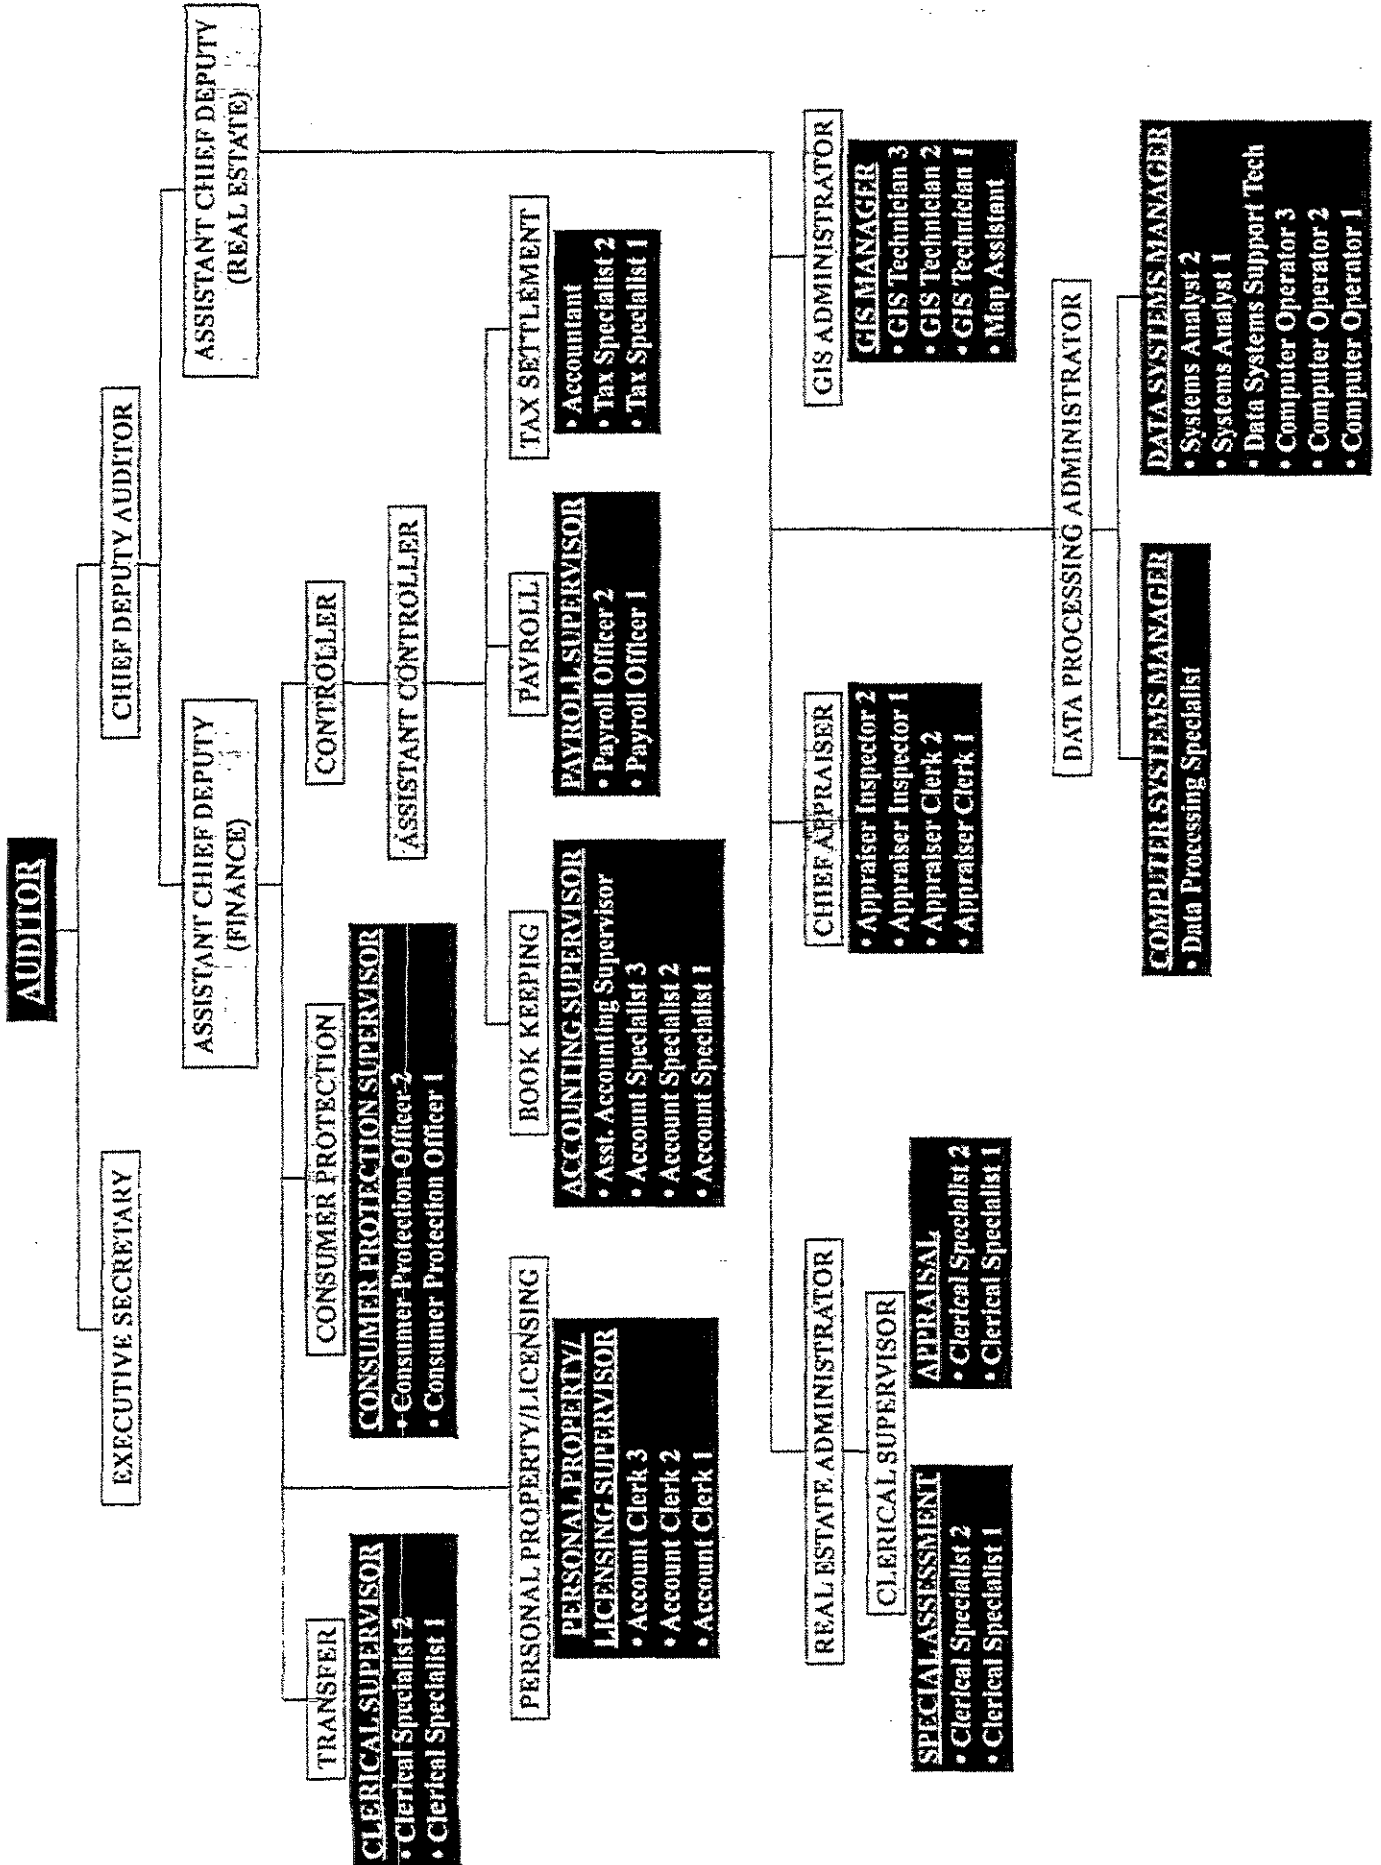 AUDITOR
EXECUTIVE SECRETARY
CHIEF DEPUTY AUDITOR
ASSISTANT CHIEF DEPUTY
(FINANCE)
ASSISTANT CHIEF DEPUTY
(REAL ESTATE)
TRANSFER
CLERICAL SUPERVISOR
• Clerical Specialist 2
• Clerical Specialist 1
CONSUMER PROTECTION
CONSUMER PROTECTION SUPERVISOR
• Consumer Protection Officer 2
• Consumer Protection Officer 1
CONTROLLER
ASSISTANT CONTROLLER
PERSONAL PROPERTY/LICENSING
PERSONAL PROPERTY/
LICENSING SUPERVISOR
• Account Clerk 3
• Account Clerk 2
• Account Clerk 1
BOOK KEEPING
ACCOUNTING SUPERVISOR
• Asst. Accounting Supervisor
• Account Specialist 3
• Account Specialist 2
• Account Specialist 1
PAYROLL
PAYROLL SUPERVISOR
• Payroll Officer 2
• Payroll Officer 1
TAX SETTLEMENT
• Accountant
• Tax Specialist 2
• Tax Specialist 1
REAL ESTATE ADMINISTRATOR
CLERICAL SUPERVISOR
SPECIAL ASSESSMENT
• Clerical Specialist 2
• Clerical Specialist 1
APPRAISAL
• Clerical Specialist 2
• Clerical Specialist 1
CHIEF APPRAISER
• Appraiser Inspector 2
• Appraiser Inspector 1
• Appraiser Clerk 2
• Appraiser Clerk 1
GIS ADMINISTRATOR
GIS MANAGER
• GIS Technician 3
• GIS Technician 2
• GIS Technician 1
• Map Assistant
DATA PROCESSING ADMINISTRATOR
COMPUTER SYSTEMS MANAGER
• Data Processing Specialist
DATA SYSTEMS MANAGER
• Systems Analyst 2
• Systems Analyst 1
• Data Systems Support Tech
• Computer Operator 3
• Computer Operator 2
• Computer Operator 1